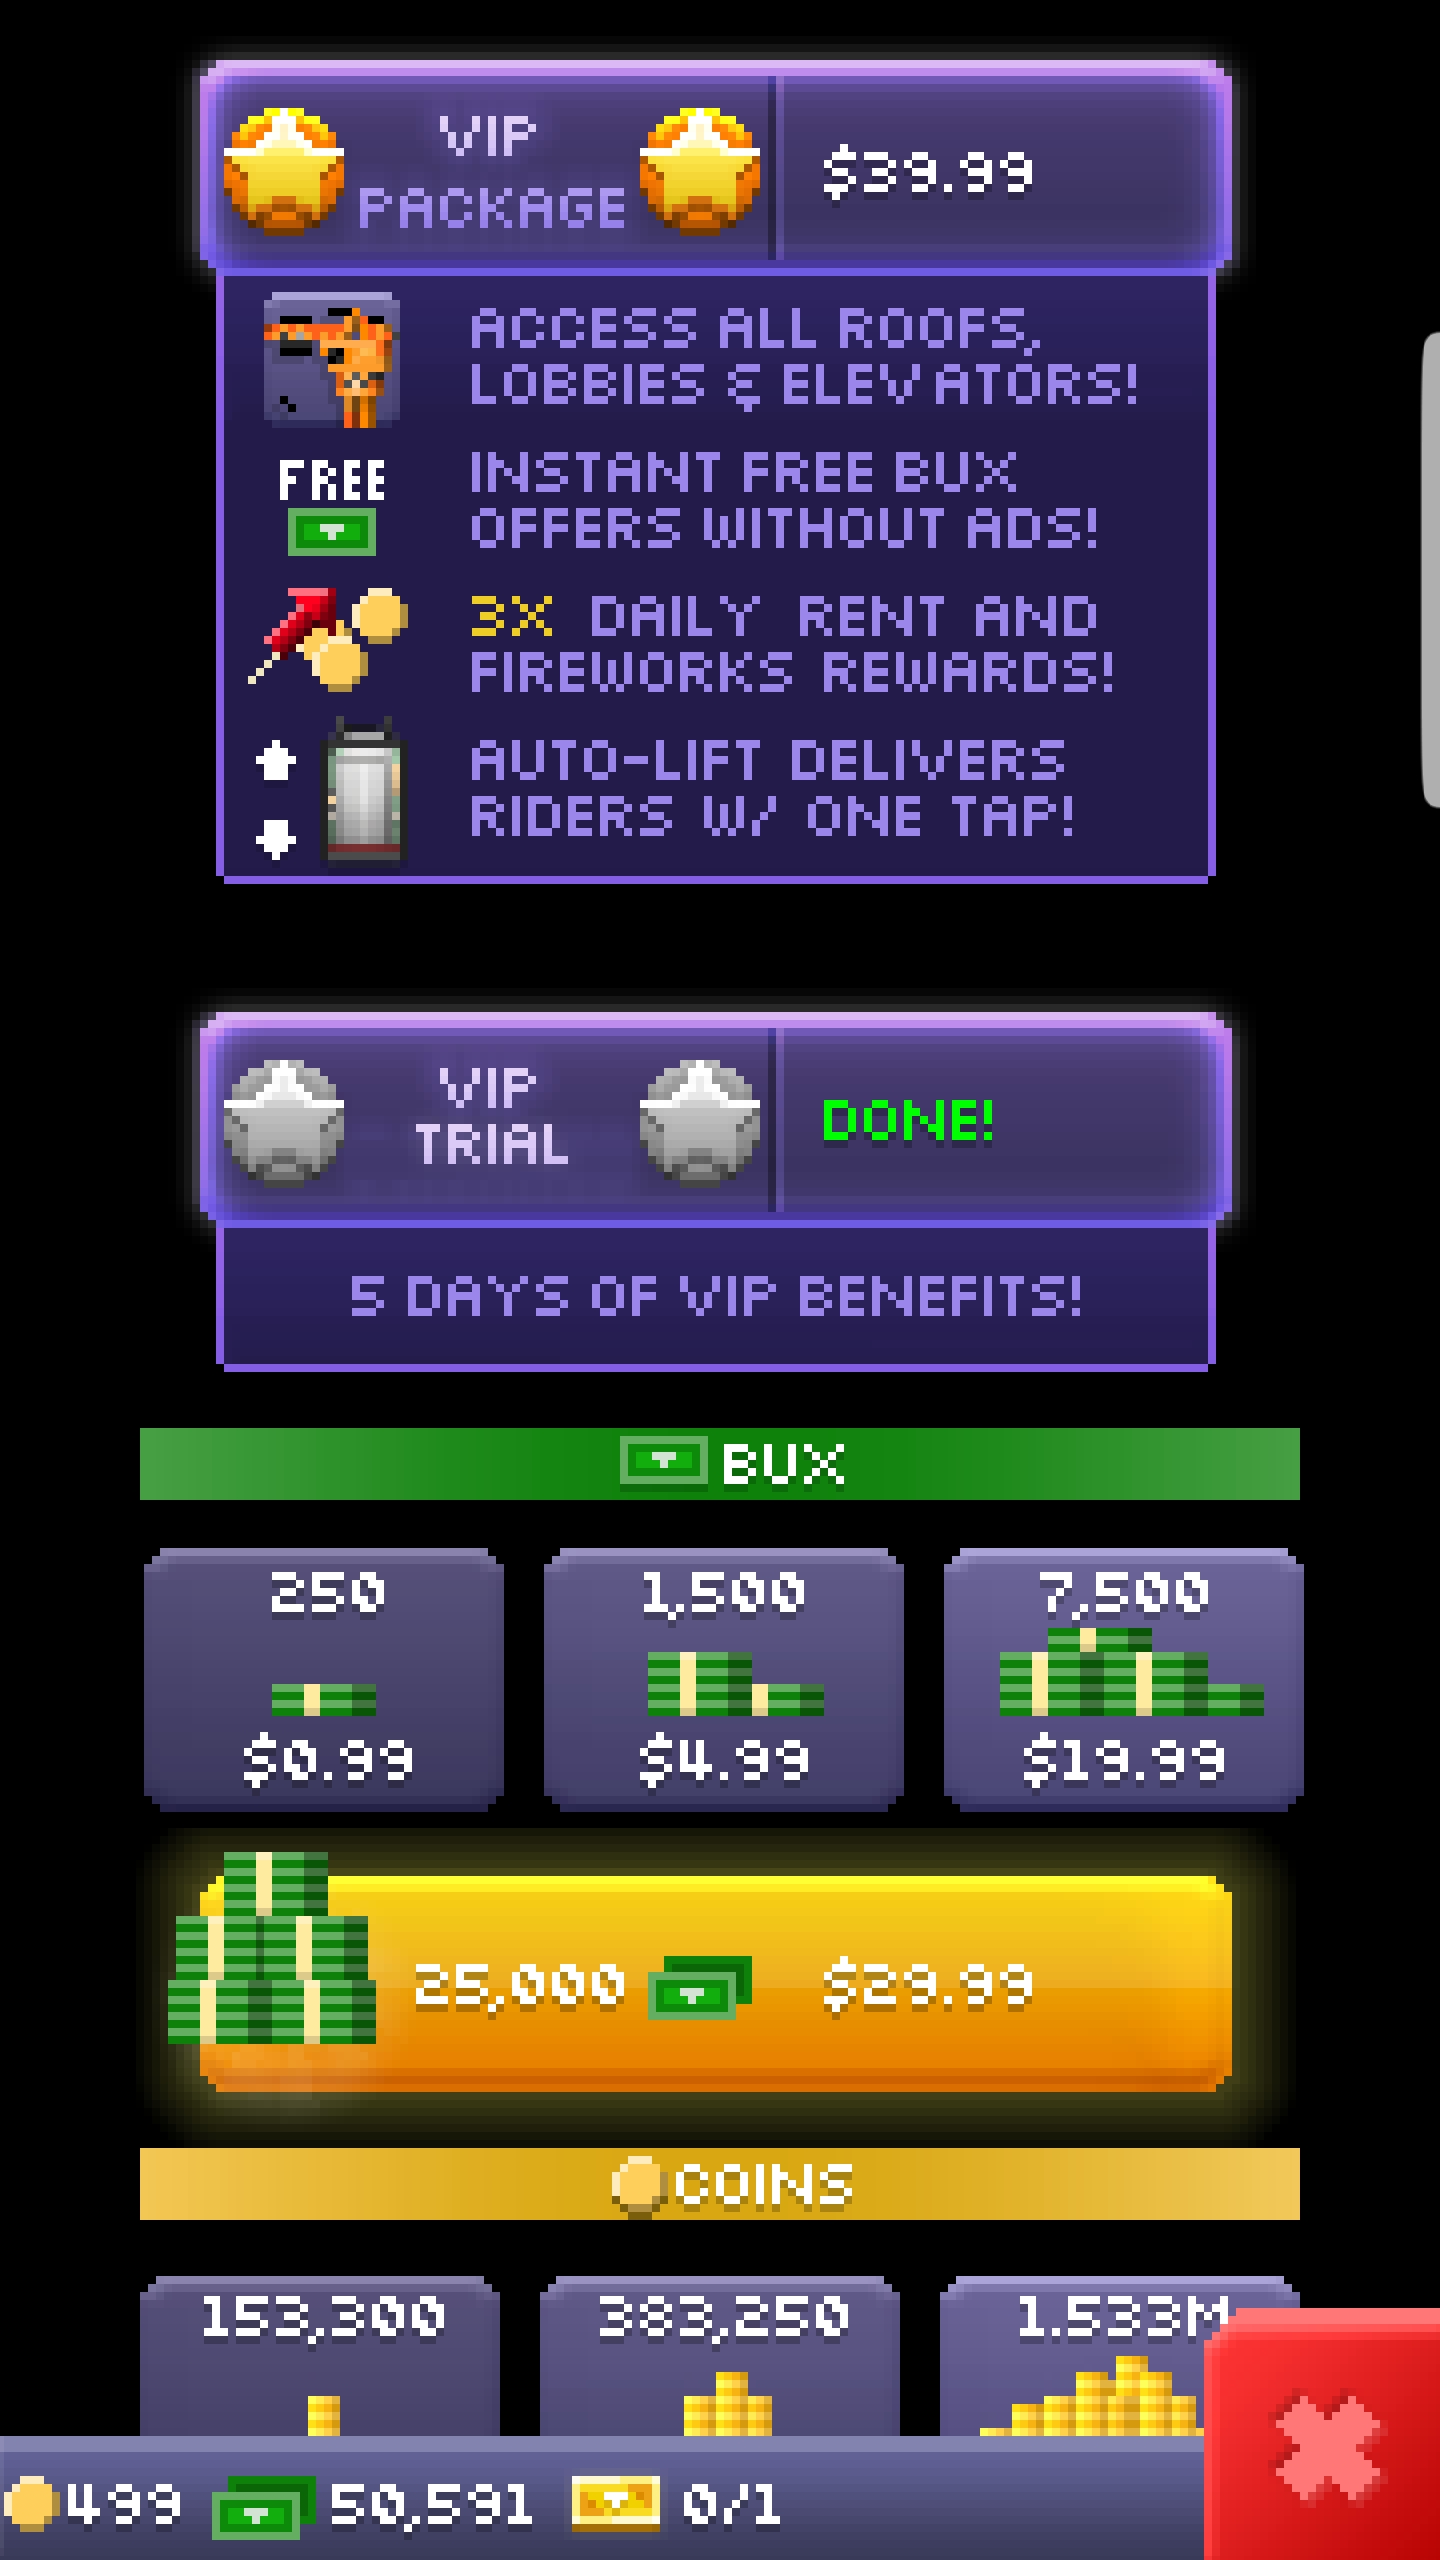 VIP
PACKAGE
$39.99
ACCESS ALL ROOFS,
LOBBIES & ELEVATORS!
FREE
INSTANT FREE BUX
OFFERS WITHOUT ADS!
3X DAILY RENT AND
FIREWORKS REWARDS!
AUTO-LIFT DELIVERS
RIDERS W/ ONE TAP!
VIP
TRIAL
DONE!
5 DAYS OF VIP BENEFITS!
BUX
250
$0.99
1,500
$4.99
7,500
$19.99
25,000 $29.99
COINS
153,300 383,250 1.533M
499 50,591 0/1